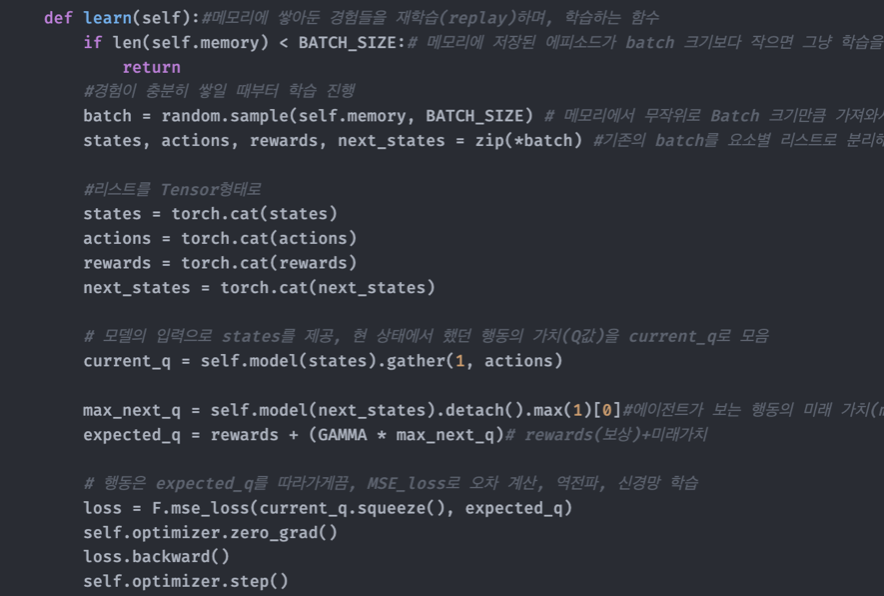 def learn(self):#메모리에 쌓아둔 경험들을 재학습(replay)하며, 학습하는 함수
if len(self.memory) < BATCH_SIZE:# 메모리에 저장된 에피소드가 batch 크기보다 작으면 그냥 학습을
return
#경험이 충분히 쌓일 때부터 학습 진행
batch = random.sample(self.memory, BATCH_SIZE) # 메모리에서 무작위로 Batch 크기만큼 가져와서
states, actions, rewards, next_states = zip(*batch) #기존의 batch를 요소별 리스트로
#리스트를 Tensor형태로
states = torch.cat(states)
actions = torch.cat(actions)
rewards = torch.cat(rewards)
next_states = torch.cat(next_states)
# 모델의 입력으로 states를 제공, 현 상태에서 했던 행동의 가치(Q값)을 current_q로 모음
current_q = self.model(states).gather(1, actions)
max_next_q = self.model(next_states).detach().max(1)[0]#에이전트가 보는 행동의 미래 가치(
expected_q = rewards + (GAMMA * max_next_q)# rewards(보상)+미래가치
# 행동은 expected_q를 따라가게끔, MSE_loss로 오차 계산, 역전파, 신경망 학습
loss = F.mse_loss(current_q.squeeze(), expected_q)
self.optimizer.zero_grad()
loss.backward()
self.optimizer.step()